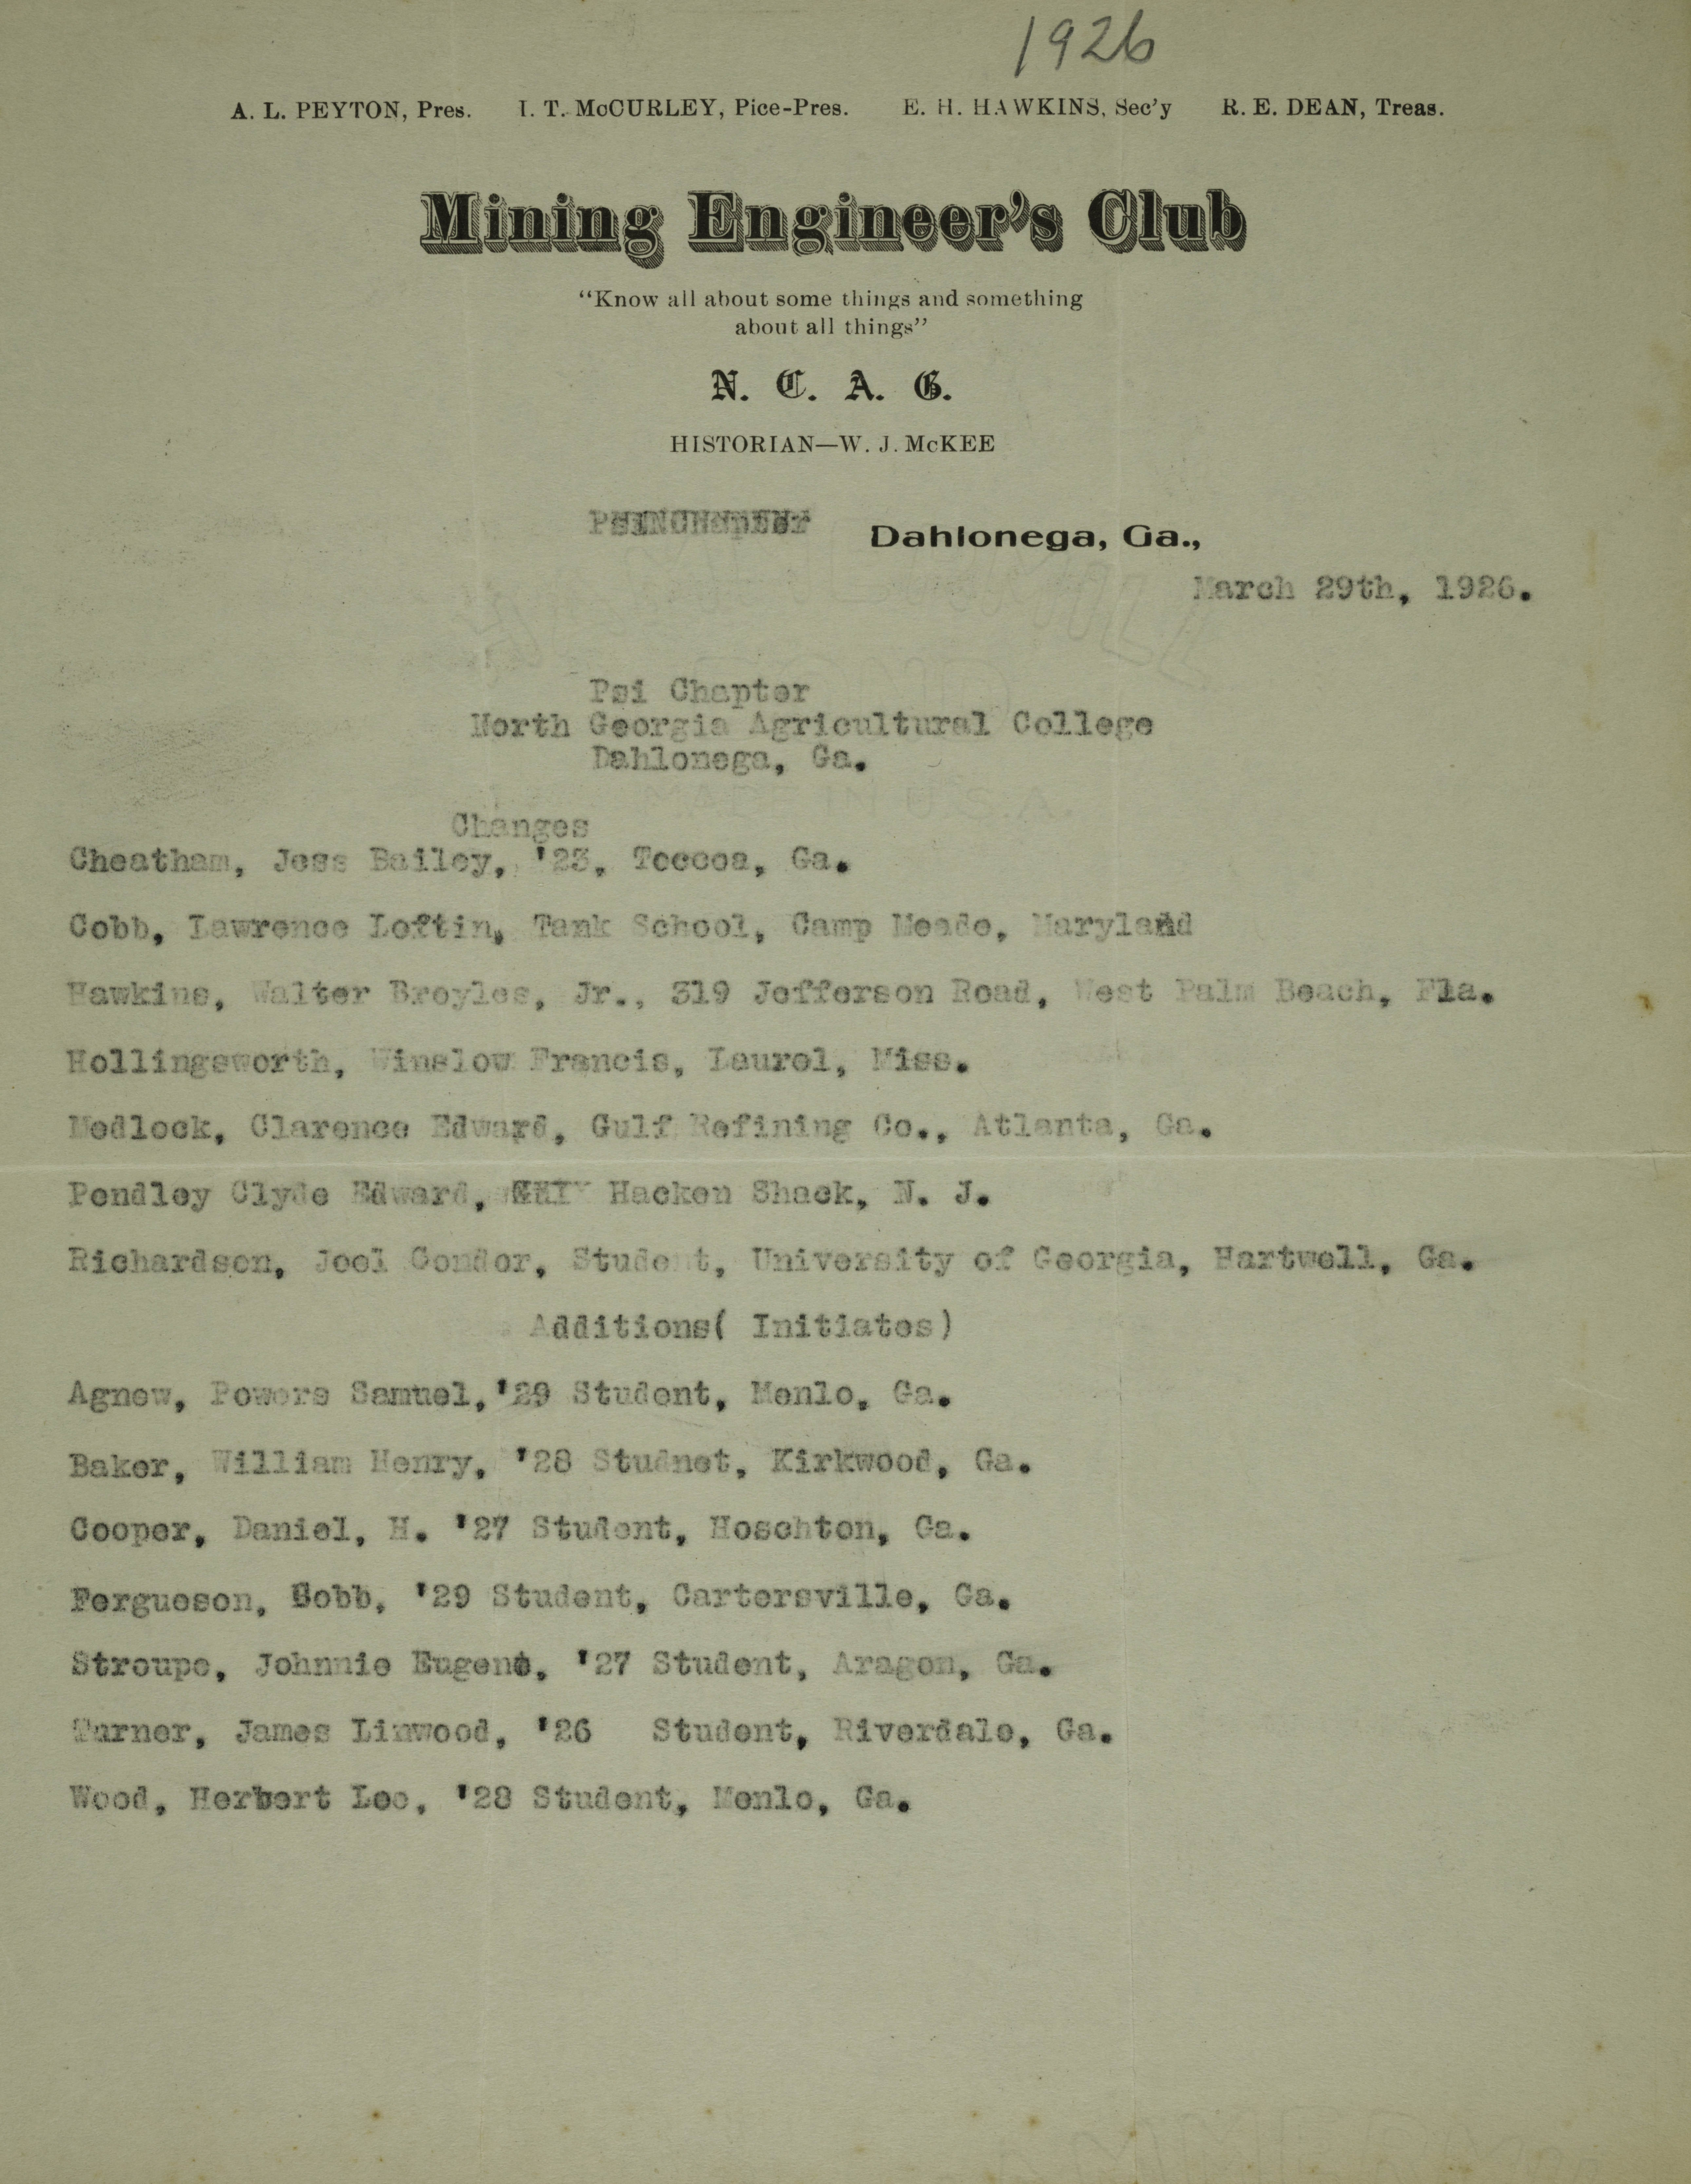 1926
A. L. PEYTON, Pres. I. T. McCURLEY, Pice-Pres. E. H. HAWKINS, Sec'y R. E. DEAN, Treas.
Mining Engineer's Club
"Know all about some things and something
about all things"
N. C. A. G.
HISTORIAN—W. J. McKEE
Dahlonega, Ga.,
March 29th, 1926.
Psi Chapter
North Georgia Agricultural College
Dahlonega, Ga.
Changes
Cheatham, Jess Bailey, '23, Toccoa, Ga.
Cobb, Lawrence Loftin, Tank School, Camp Meade, Maryland
Hawkins, Walter Broyles, Jr., 319 Jefferson Road, West Palm Beach, Fla.
Hollingsworth, Winslow Francis, Laurel, Miss.
Medlock, Clarence Edward, Gulf Refining Co., Atlanta, Ga.
Pendley Clyde Edward, Hacken Shack, N. J.
Richardson, Joel Condor, Student, University of Georgia, Hartwell, Ga.
Additions( Initiates)
Agnew, Powers Samuel,'29 Student, Menlo, Ga.
Baker, William Henry, '28 Studnet, Kirkwood, Ga.
Cooper, Daniel, H. '27 Student, Hoschton, Ga.
Fergueson, Bobb, '29 Student, Cartersville, Ga.
Stroupe, Johnnie Eugene, '27 Student, Aragon, Ga.
Turner, James Linwood, '26 Student, Riverdale, Ga.
Wood, Herbert Lee, '28 Student, Menlo, Ga.